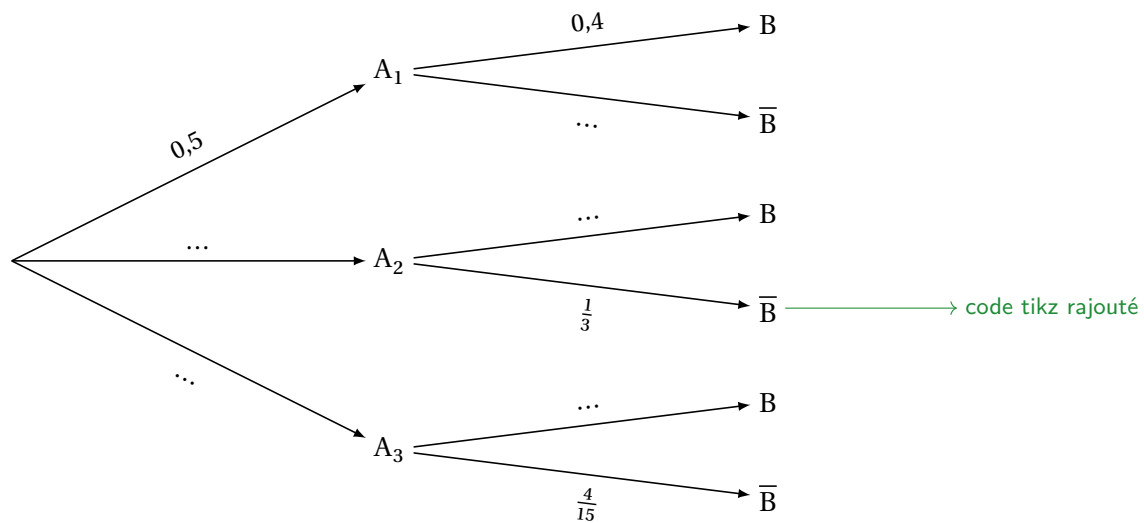 0,4
B
A₁
...
B̅
0,5
...
B
...
A₂
1/3
B̅
code tikz rajouté
...
...
B
A₃
4/15
B̅